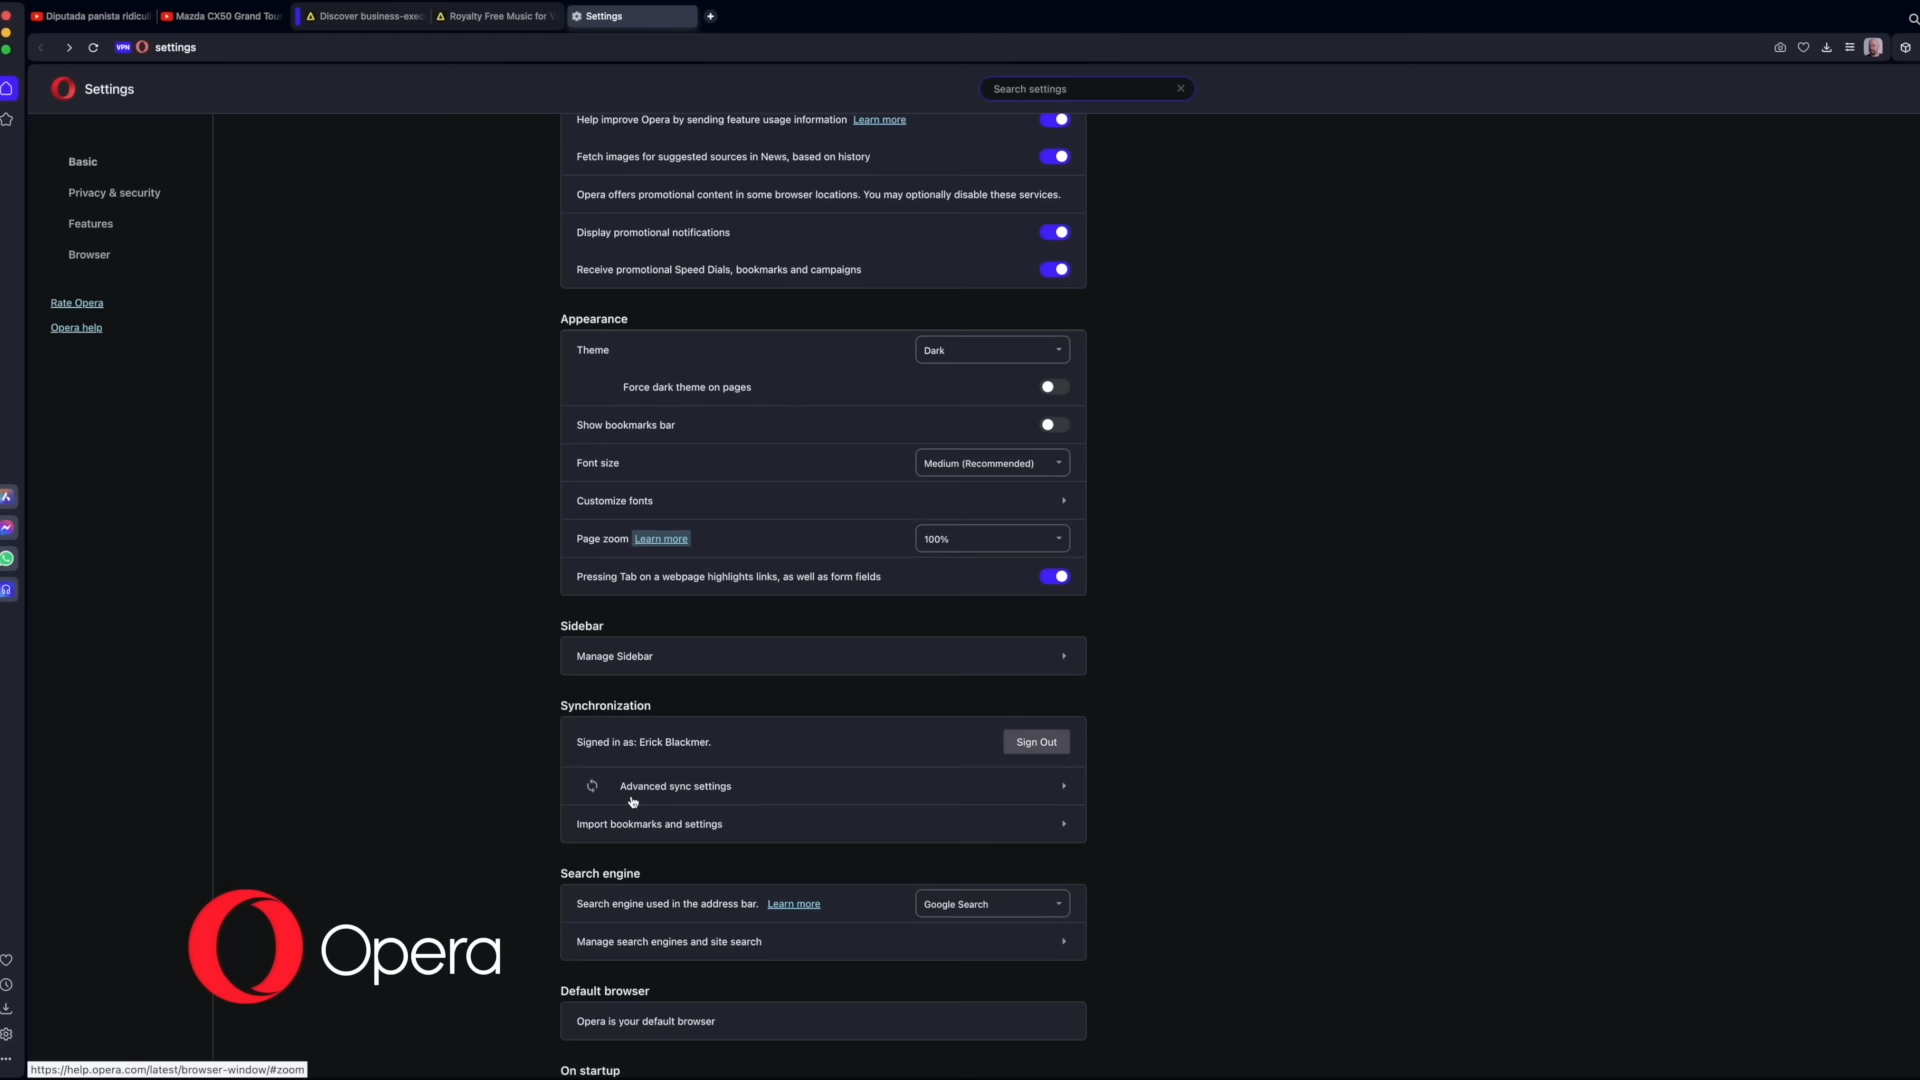 Diputada panista ridicul
Mazda CX50 Grand Tour
Discover business-exec
Royalty Free Music for V
Settings
VPN
settings
Settings
Search settings
Basic
Privacy & security
Features
Browser
Rate Opera
Opera help
Help improve Opera by sending feature usage information Learn more
Fetch images for suggested sources in News, based on history
Opera offers promotional content in some browser locations. You may optionally disable these services.
Display promotional notifications
Receive promotional Speed Dials, bookmarks and campaigns
Appearance
Theme
Dark
Force dark theme on pages
Show bookmarks bar
Font size
Medium (Recommended)
Customize fonts
Page zoom Learn more
100%
Pressing Tab on a webpage highlights links, as well as form fields
Sidebar
Manage Sidebar
Synchronization
Signed in as: Erick Blackmer.
Sign Out
Advanced sync settings
Import bookmarks and settings
Search engine
Search engine used in the address bar. Learn more
Google Search
Manage search engines and site search
Default browser
Opera is your default browser
On startup
Opera
https://help.opera.com/latest/browser-window/#zoom